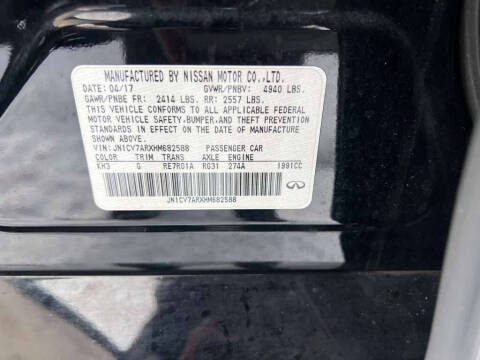 MANUFACTURED BY NISSAN MOTOR CO.,LTD.
DATE: 04/17 GVWR/PNBV: 4940 LBS.
GAWR/PNBE FR: 2414 LBS. RR: 2557 LBS.
THIS VEHICLE CONFORMS TO ALL APPLICABLE FEDERAL
MOTOR VEHICLE SAFETY,BUMPER,AND THEFT PREVENTION
STANDARDS IN EFFECT ON THE DATE OF MANUFACTURE
SHOWN ABOVE.
VIN: JN1CV7ARXHM682588 PASSENGER CAR
COLOR TRIM TRANS AXLE ENGINE
KH3 G RE7R01A RG31 274A 1991CC
JN1CV7ARXHM682588